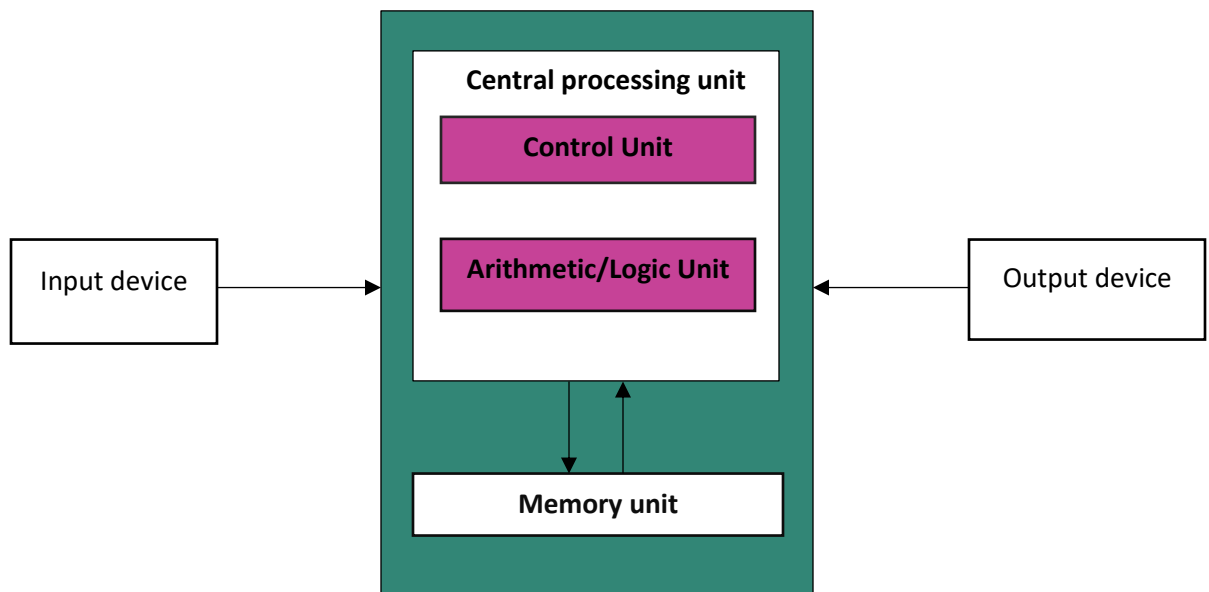 Central processing unit
Control Unit
Input device
Arithmetic/Logic Unit
Output device
Memory unit